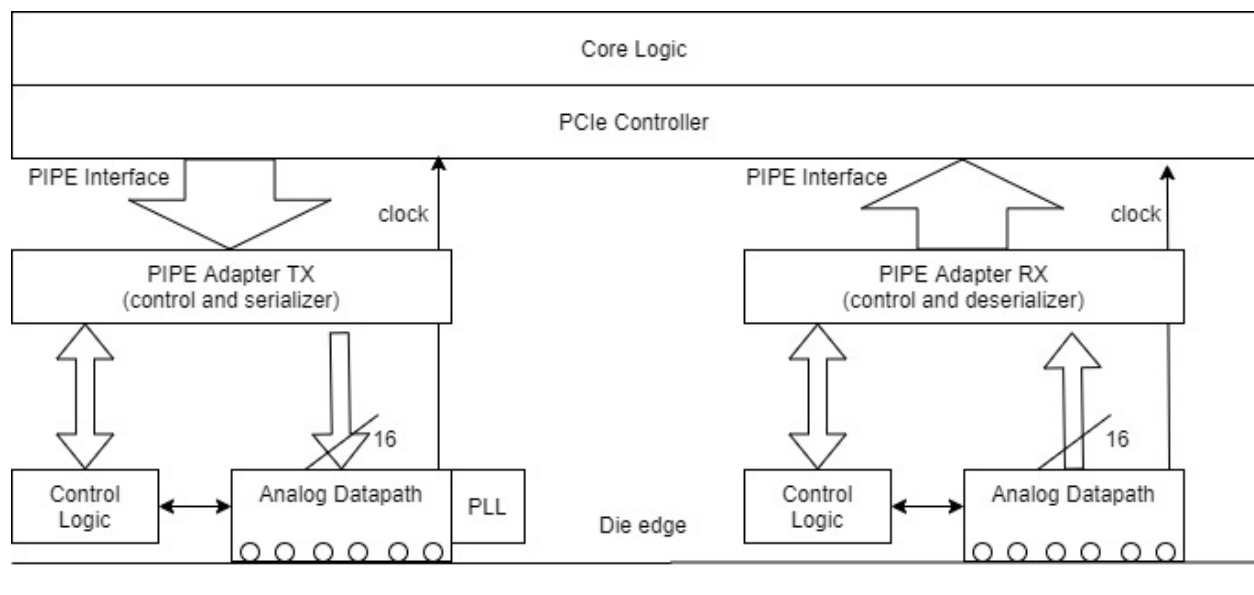 Core Logic
PCIe Controller
PIPE Interface
clock
PIPE Interface
clock
PIPE Adapter TX
(control and serializer)
PIPE Adapter RX
(control and deserializer)
16
16
Control
Logic
Analog Datapath
PLL
Die edge
Control
Logic
Analog Datapath